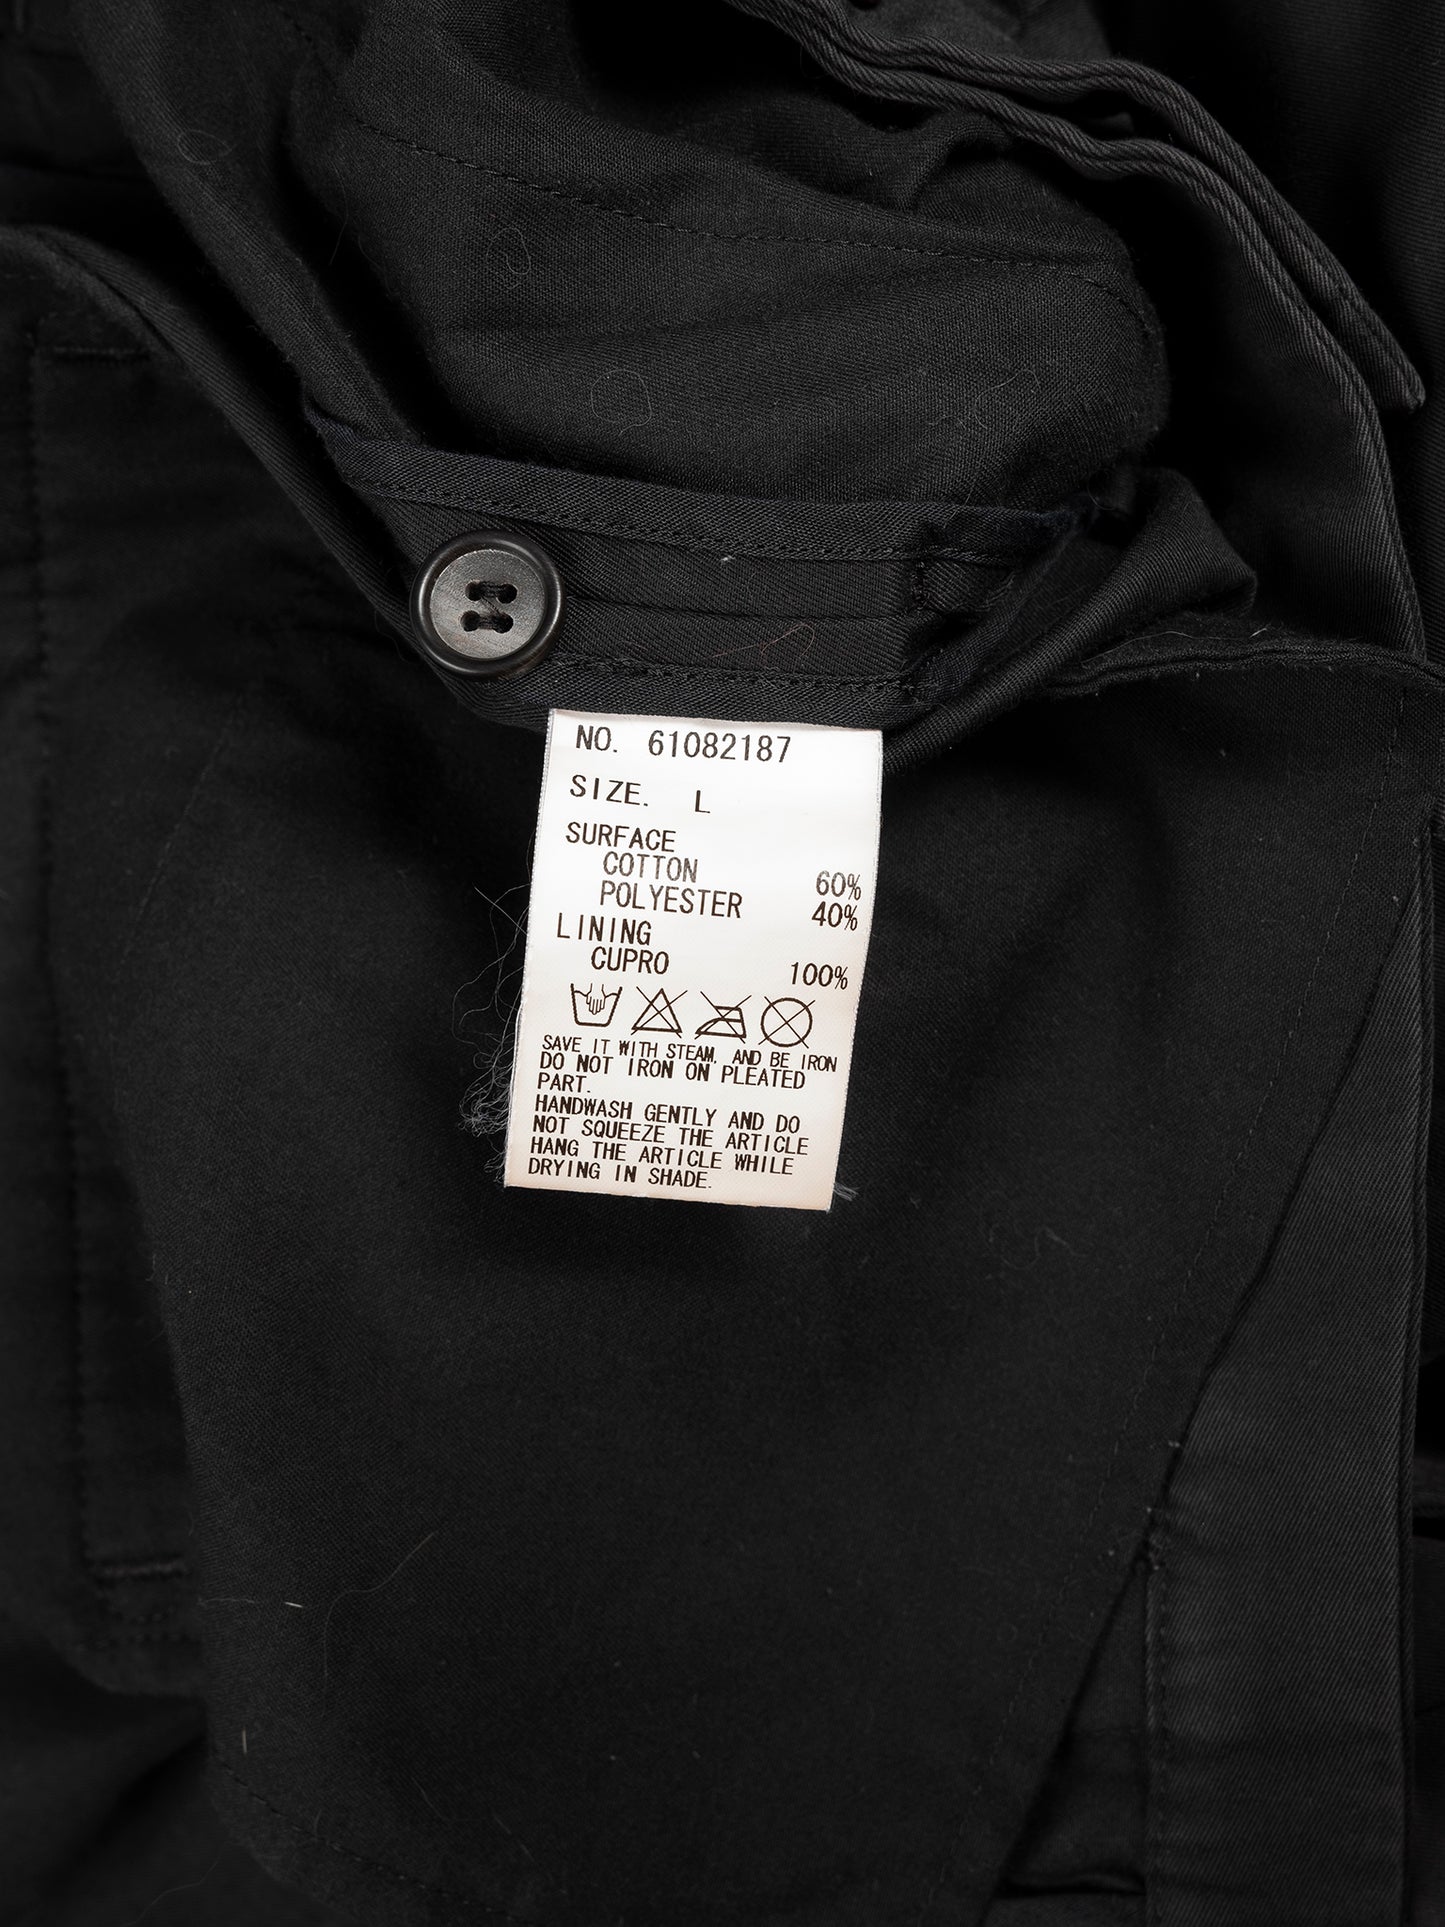 NO. 61082187
SIZE. L
SURFACE
COTTON 60%
POLYESTER 40%
LINING
CUPRO 100%
SAVE IT WITH STEAM, AND BE IRON
DO NOT IRON ON PLEATED
PART.
HANDWASH GENTLY AND DO
NOT SQUEEZE THE ARTICLE
HANG THE ARTICLE WHILE
DRYING IN SHADE.